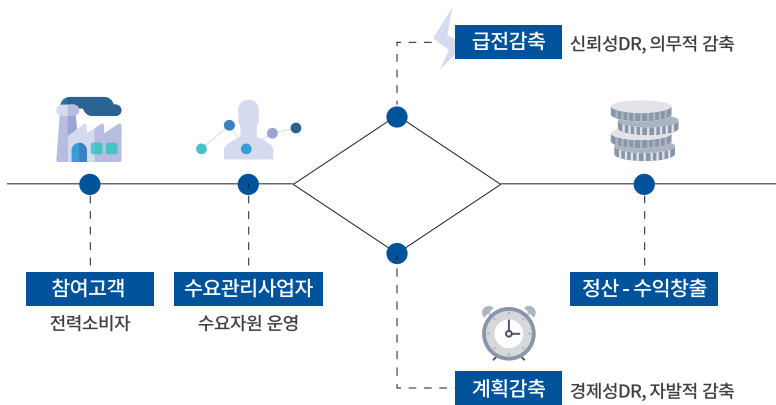 급전감축
신뢰성DR, 의무적 감축
참여고객
전력소비자
수요관리사업자
수요자원 운영
정산 - 수익창출
계획감축
경제성DR, 자발적 감축